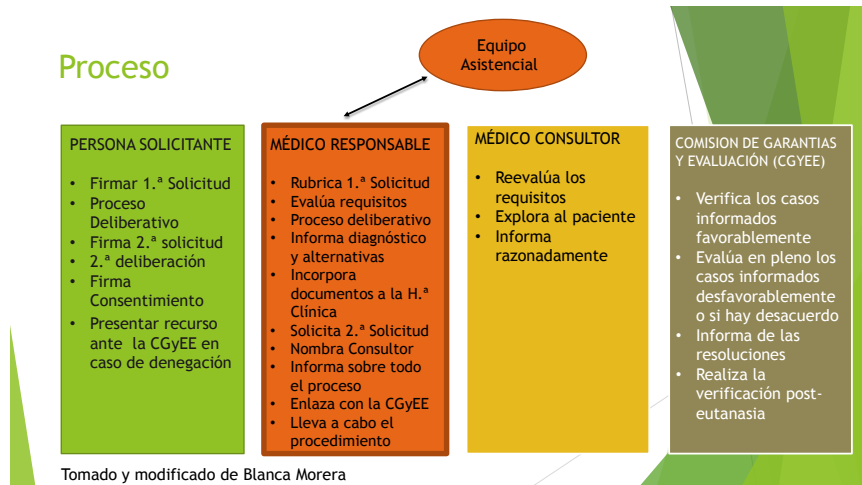 Proceso
Equipo
Asistencial
PERSONA SOLICITANTE
• Firmar 1.ª Solicitud
• Proceso
Deliberativo
• Firma 2.ª solicitud
• 2.ª deliberación
• Firma
Consentimiento
• Presentar recurso
ante la CGyEE en
caso de denegación
MÉDICO RESPONSABLE
• Rubrica 1.ª Solicitud
• Evalúa requisitos
• Proceso deliberativo
• Informa diagnóstico
y alternativas
• Incorpora
documentos a la H.ª
Clínica
• Solicita 2.ª Solicitud
• Nombra Consultor
• Informa sobre todo
el proceso
• Enlaza con la CGyEE
• Lleva a cabo el
procedimiento
MÉDICO CONSULTOR
• Reevalúa los
requisitos
• Explora al paciente
• Informa
razonadamente
COMISION DE GARANTIAS
Y EVALUACIÓN (CGYEE)
• Verifica los casos
informados
favorablemente
• Evalúa en pleno los
casos informados
desfavorablemente
o si hay desacuerdo
• Informa de las
resoluciones
• Realiza la
verificación post-
eutanasia
Tomado y modificado de Blanca Morera